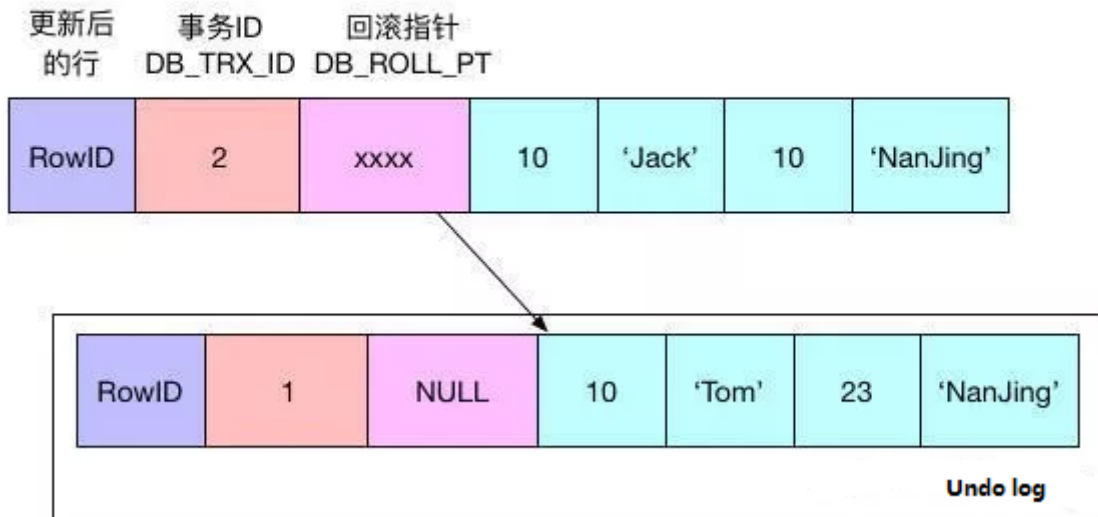 更新后
的行
事务ID
DB_TRX_ID
回滚指针
DB_ROLL_PT
RowID 2 xxxx 10 ‘Jack’ 10 ‘NanJing’
RowID 1 NULL 10 ‘Tom’ 23 ‘NanJing’
Undo log